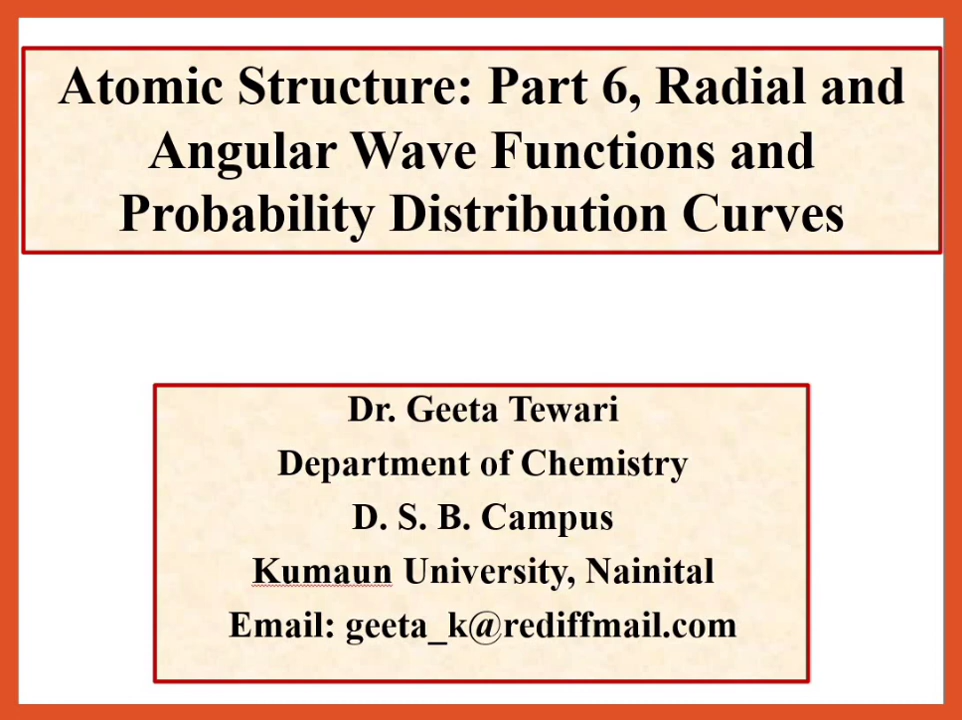 Atomic Structure: Part 6, Radial and
Angular Wave Functions and
Probability Distribution Curves
Dr. Geeta Tewari
Department of Chemistry
D. S. B. Campus
Kumaun University, Nainital
Email: geeta_k@rediffmail.com